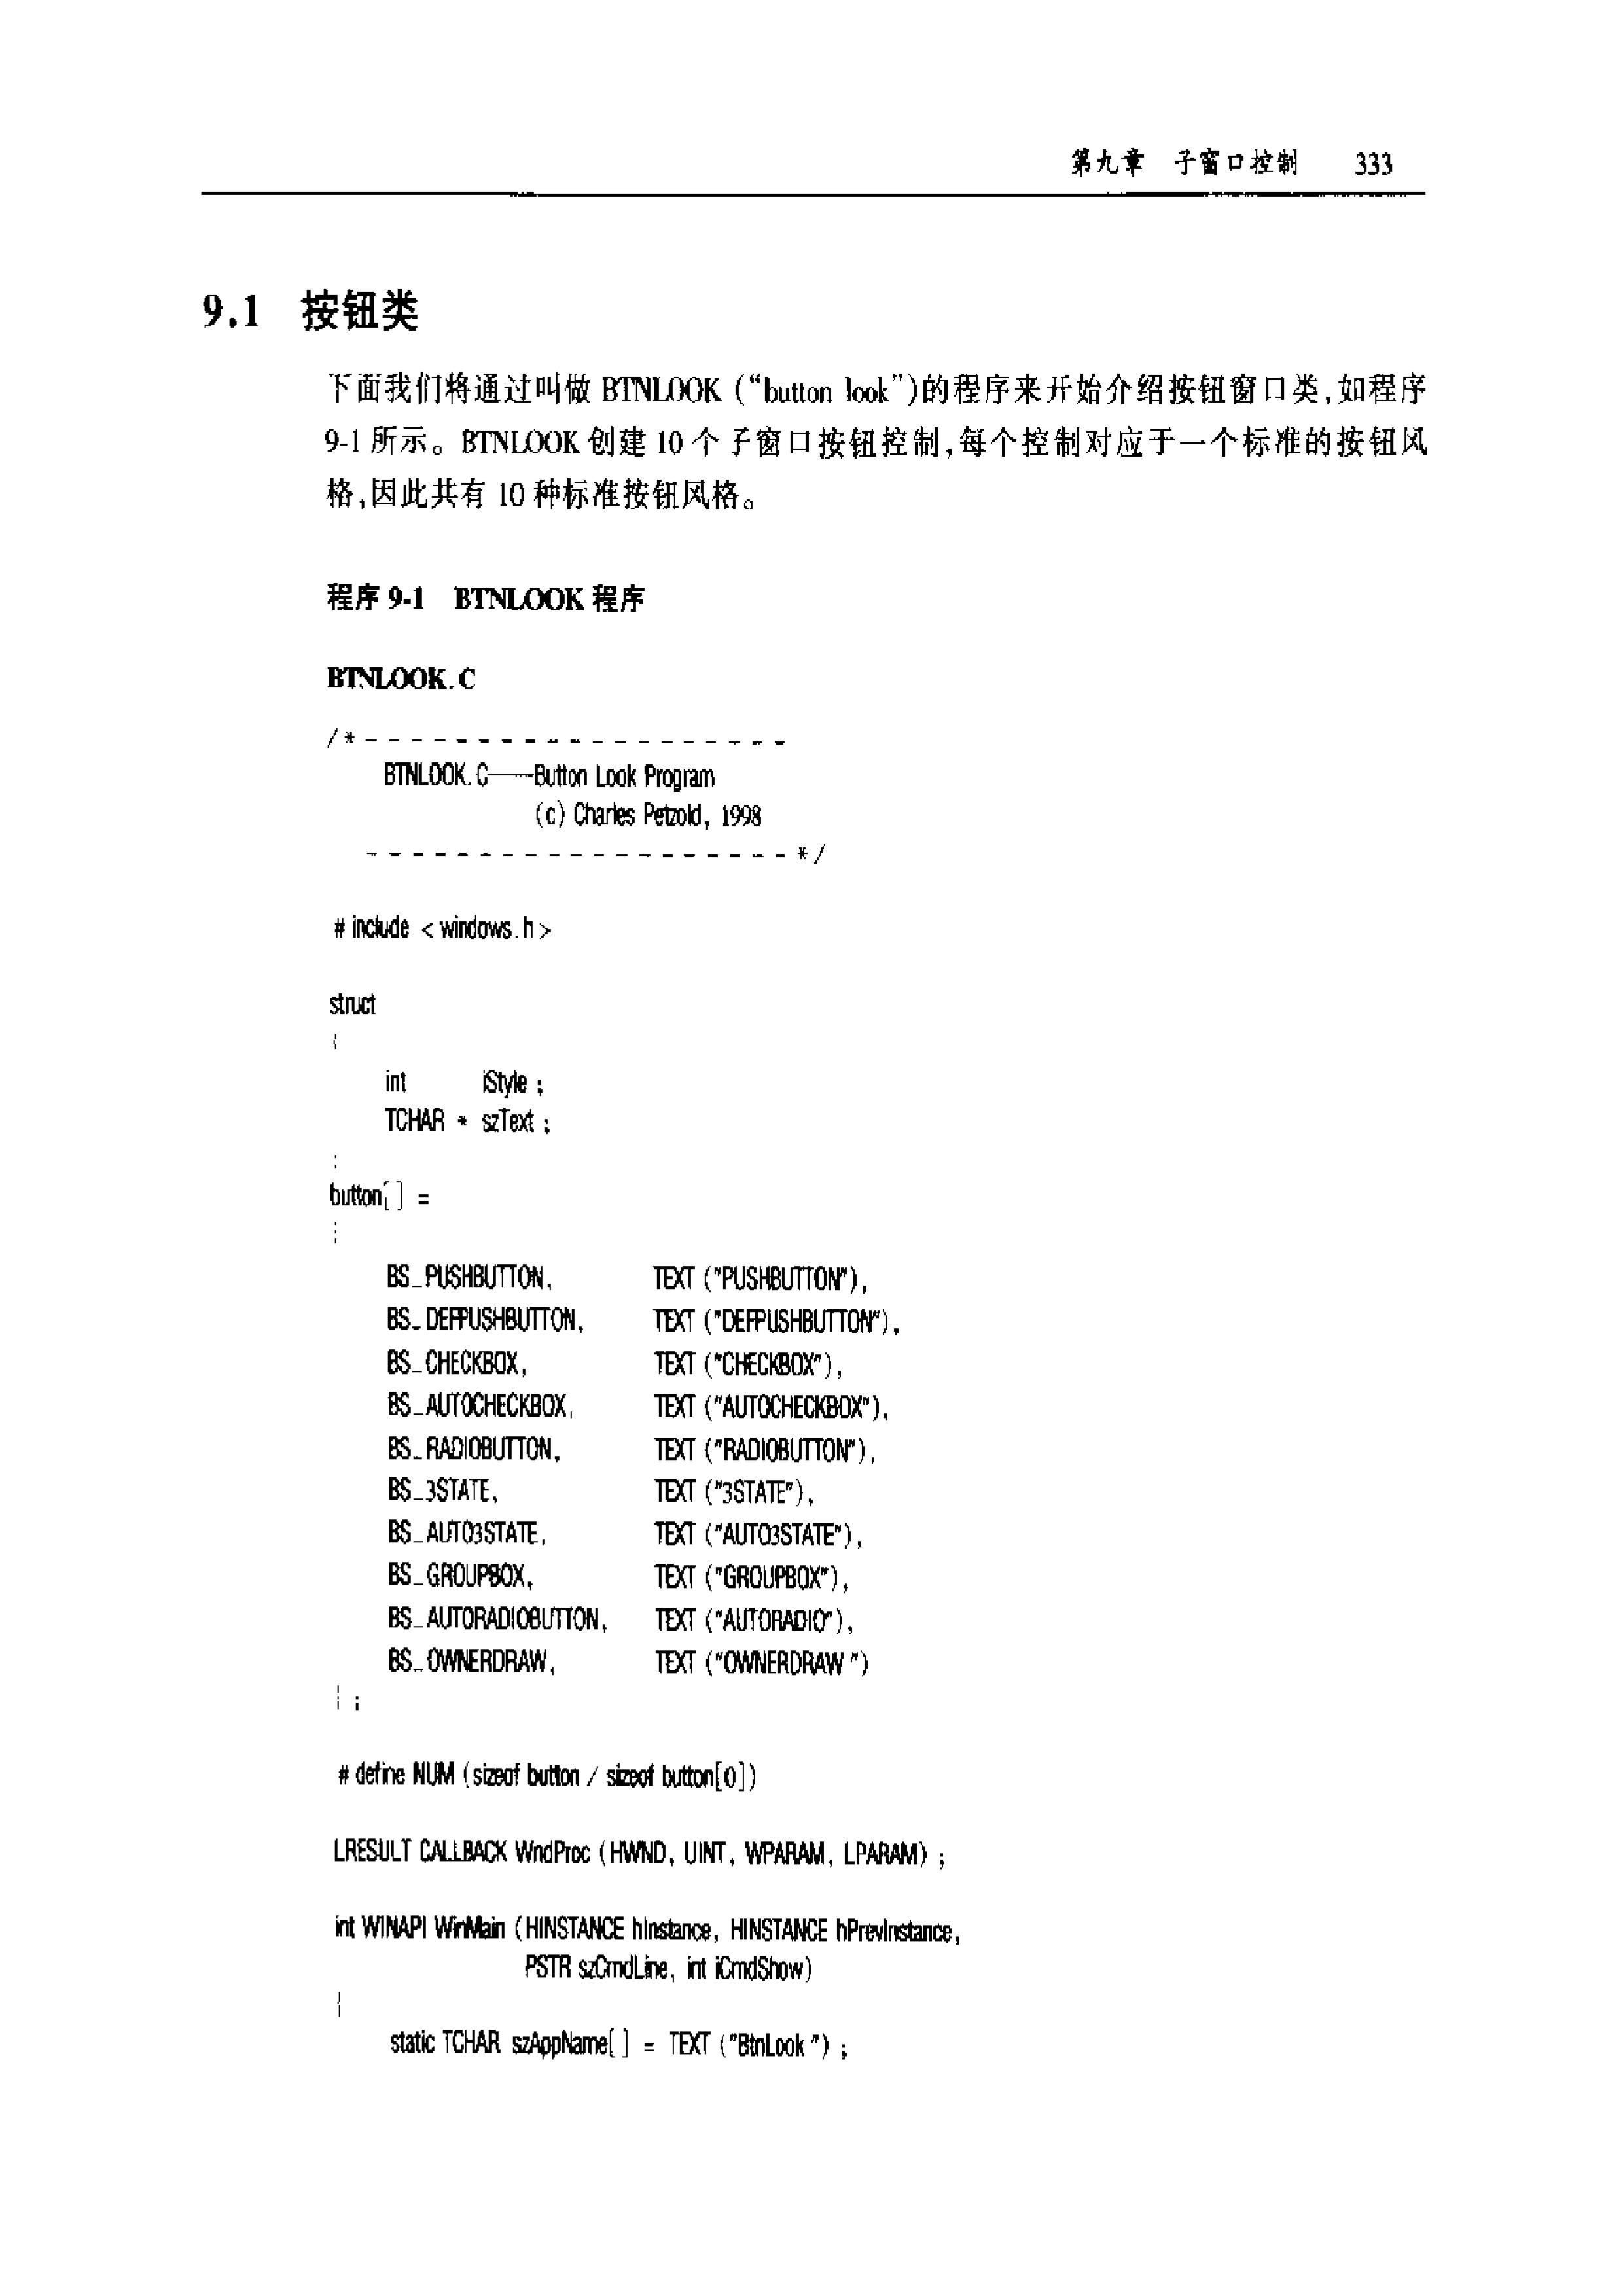 第九章 子窗口控制 333
9.1 按钮类
下面我们将通过叫做 BTNLOOK (“button look”)的程序来开始介绍按钮窗口类,如程序
9-1 所示。BTNLOOK 创建 10 个子窗口按钮控制,每个控制对应于一个标准的按钮风
格,因此共有 10 种标准按钮风格。
程序 9-1 BTNLOOK 程序
BTNLOOK.C
/*-------------------
BTNLOOK.C——Button Look Program
(c) Charles Petzold, 1998
-------------------*/
# include <windows.h>
struct
{
int iStyle ;
TCHAR * szText ;
}
button[] =
{
BS_PUSHBUTTON, TEXT ("PUSHBUTTON"),
BS_DEFPUSHBUTTON, TEXT ("DEFPUSHBUTTON"),
BS_CHECKBOX, TEXT ("CHECKBOX"),
BS_AUTOCHECKBOX, TEXT ("AUTOCHECKBOX"),
BS_RADIOBUTTON, TEXT ("RADIOBUTTON"),
BS_3STATE, TEXT ("3STATE"),
BS_AUTO3STATE, TEXT ("AUTO3STATE"),
BS_GROUPBOX, TEXT ("GROUPBOX"),
BS_AUTORADIOBUTTON, TEXT ("AUTORADIO"),
BS_OWNERDRAW, TEXT ("OWNERDRAW")
} ;
# define NUM (sizeof button / sizeof button[0])
LRESULT CALLBACK WndProc (HWND, UINT, WPARAM, LPARAM) ;
int WINAPI WinMain (HINSTANCE hInstance, HINSTANCE hPrevInstance,
PSTR szCmdLine, int iCmdShow)
{
static TCHAR szAppName[] = TEXT ("BtnLook") ;